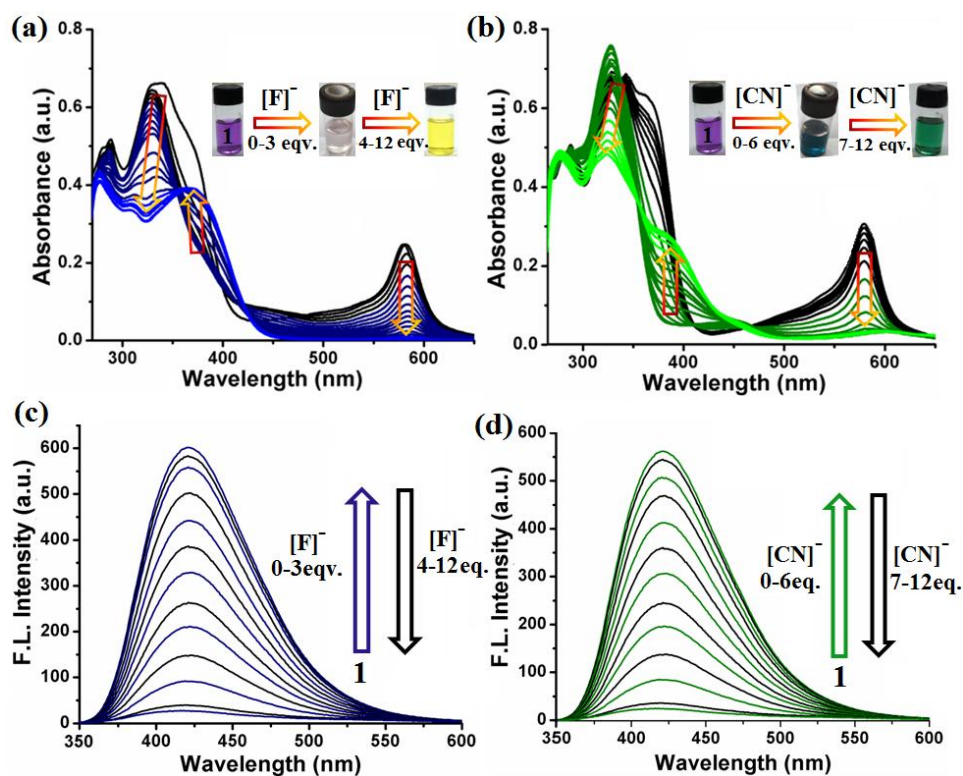 (a)
0.8
0.6
0.4
0.2
0.0
Absorbance (a.u.)
300 400 500 600
Wavelength (nm)
1
[F]⁻
0-3 eqv.
[F]⁻
4-12 eqv.
(b)
0.8
0.6
0.4
0.2
0.0
Absorbance (a.u.)
300 400 500 600
Wavelength (nm)
1
[CN]⁻
0-6 eqv.
[CN]⁻
7-12 eqv.
(c)
600
500
400
300
200
100
0
F.L. Intensity (a.u.)
350 400 450 500 550 600
Wavelength (nm)
[F]⁻
0-3eqv.
[F]⁻
4-12eq.
1
(d)
600
500
400
300
200
100
0
F.L. Intensity (a.u.)
350 400 450 500 550 600
Wavelength (nm)
[CN]⁻
0-6eq.
[CN]⁻
7-12eq.
1